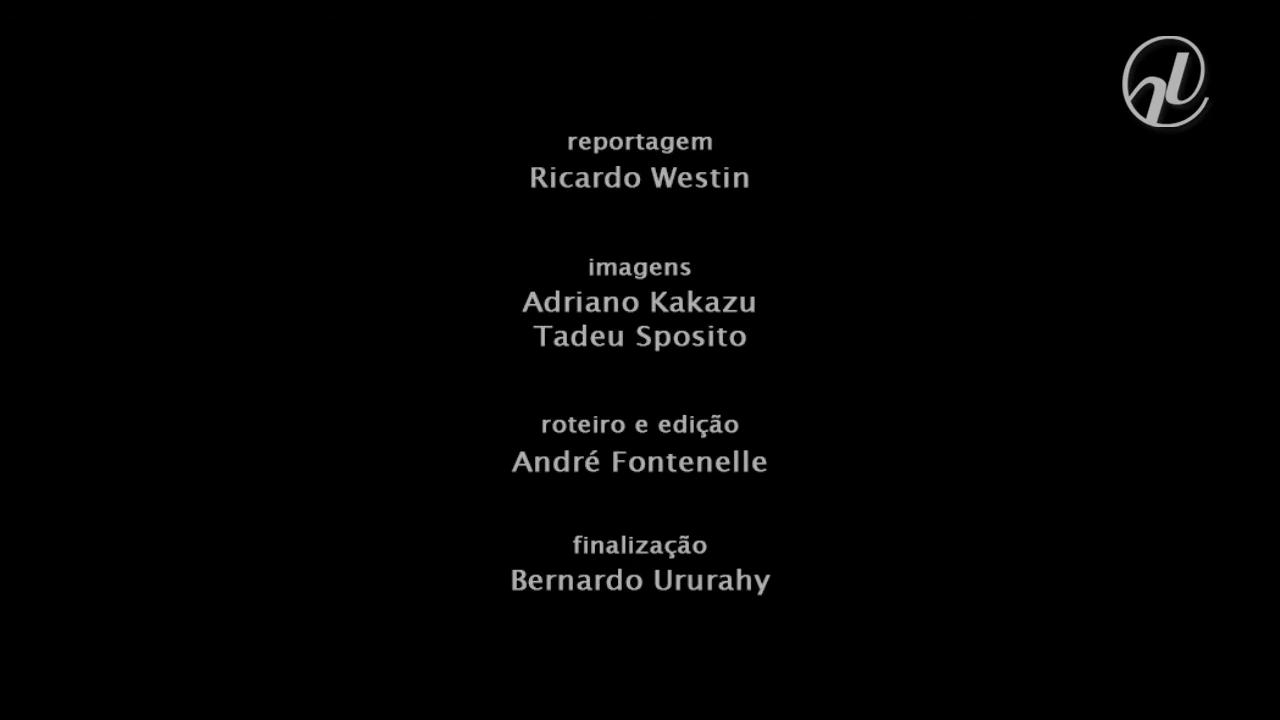 reportagem
Ricardo Westin
imagens
Adriano Kakazu
Tadeu Sposito
roteiro e edição
André Fontenelle
finalização
Bernardo Ururahy